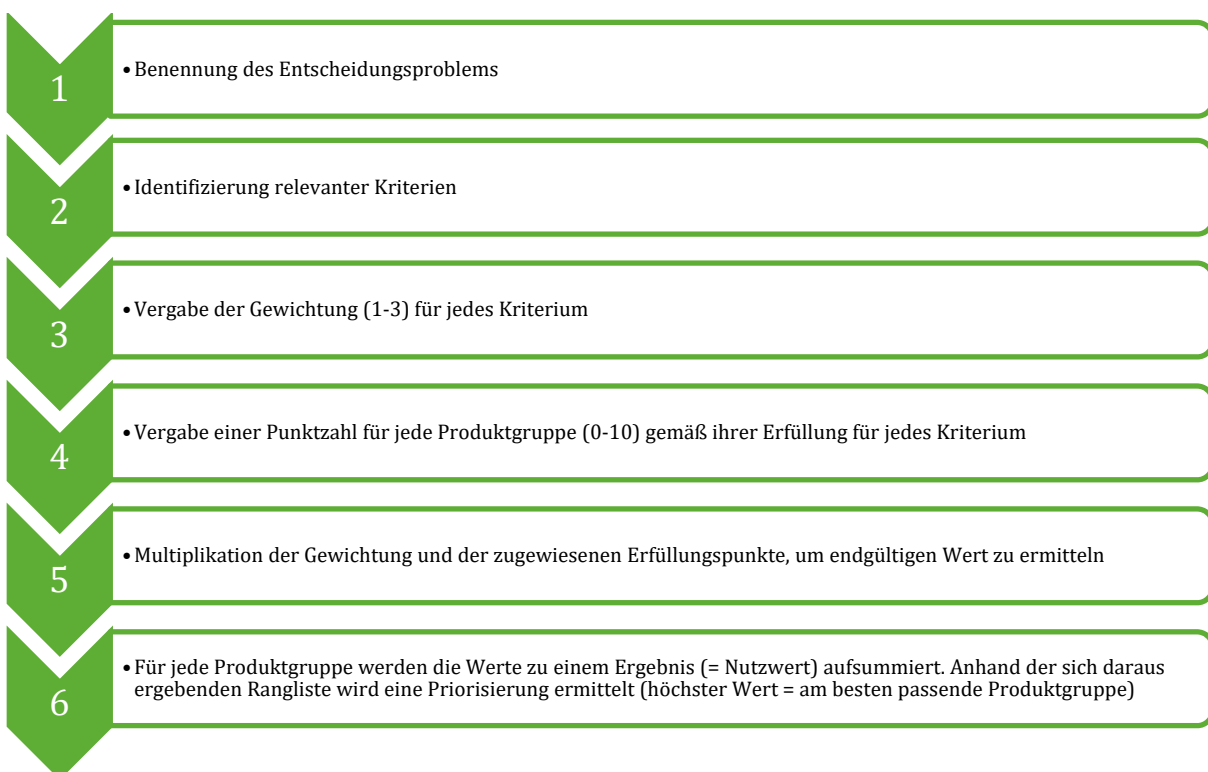 1
• Benennung des Entscheidungsproblems
2
• Identifizierung relevanter Kriterien
3
• Vergabe der Gewichtung (1-3) für jedes Kriterium
4
• Vergabe einer Punktzahl für jede Produktgruppe (0-10) gemäß ihrer Erfüllung für jedes Kriterium
5
• Multiplikation der Gewichtung und der zugewiesenen Erfüllungspunkte, um endgültigen Wert zu ermitteln
6
• Für jede Produktgruppe werden die Werte zu einem Ergebnis (= Nutzwert) aufsummiert. Anhand der sich daraus
ergebenden Rangliste wird eine Priorisierung ermittelt (höchster Wert = am besten passende Produktgruppe)